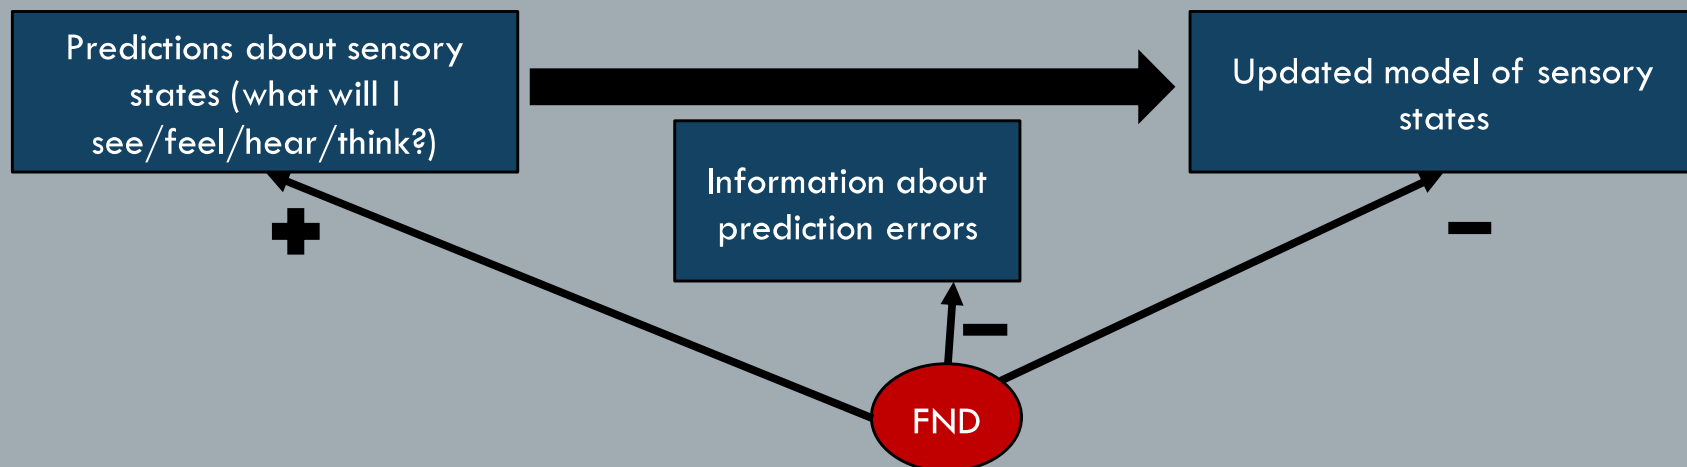 Predictions about sensory
states (what will I
see/feel/hear/think?)
Updated model of sensory
states
Information about
prediction errors
+
−
−
FND